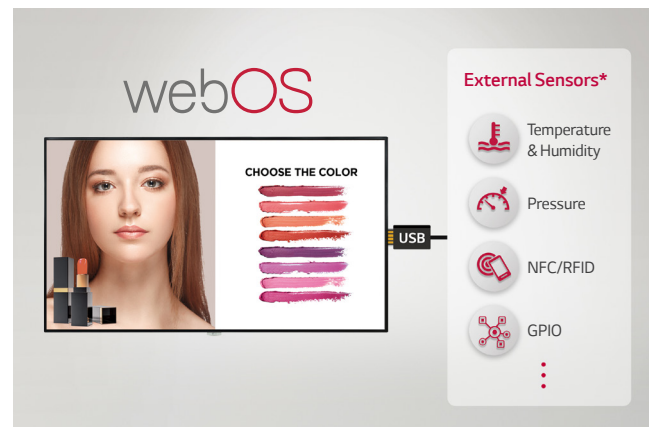 webOS
External Sensors*
Temperature
& Humidity
CHOOSE THE COLOR
Pressure
USB
NFC/RFID
GPIO